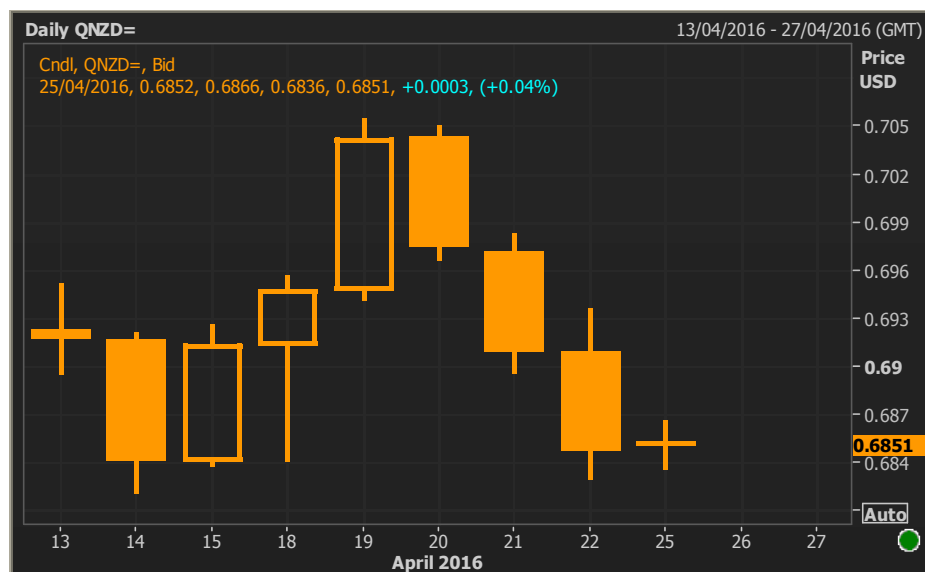 Daily QNZD= 13/04/2016 - 27/04/2016 (GMT)
Cndl, QNZD=, Bid
25/04/2016, 0.6852, 0.6866, 0.6836, 0.6851, +0.0003, (+0.04%)
Price
USD
0.705
0.702
0.699
0.696
0.693
0.69
0.687
0.6851
0.684
Auto
13 14 15 18 19 20 21 22 25 26 27
April 2016